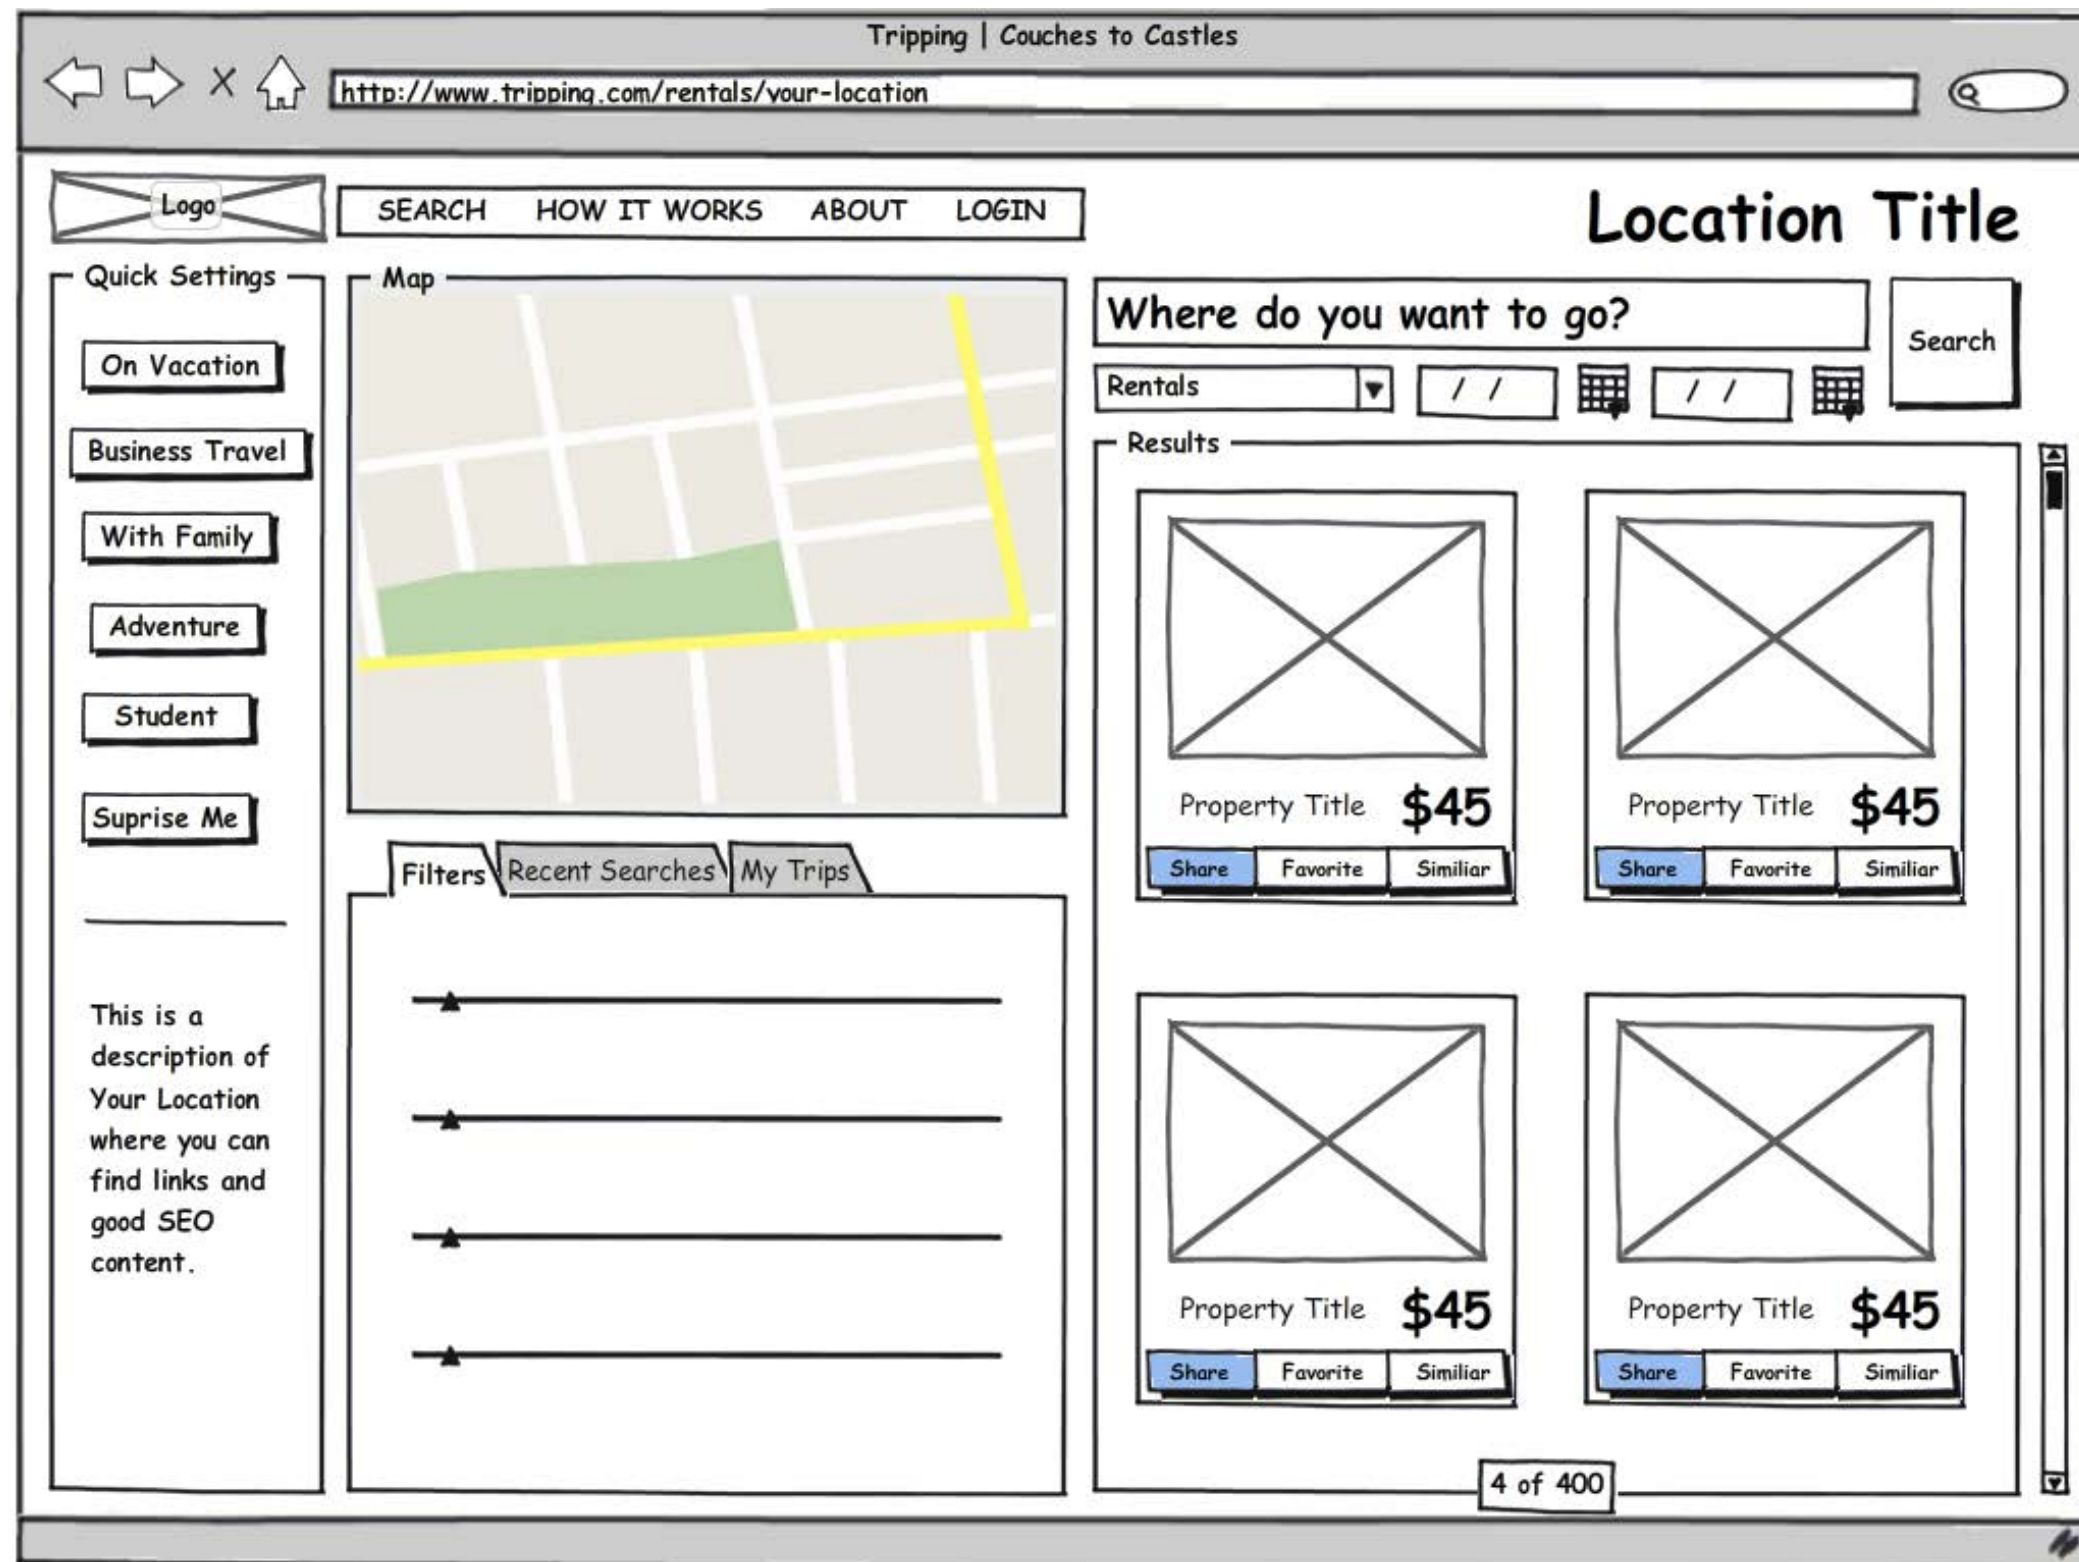 Tripping | Couches to Castles
http://www.tripping.com/rentals/your-location
Logo
SEARCH HOW IT WORKS ABOUT LOGIN
Location Title
Quick Settings
On Vacation
Business Travel
With Family
Adventure
Student
Suprise Me
This is a
description of
Your Location
where you can
find links and
good SEO
content.
Map
Filters
Recent Searches
My Trips
Where do you want to go?
Search
Rentals
/ /
/ /
Results
Property Title $45
Share Favorite Similiar
Property Title $45
Share Favorite Similiar
Property Title $45
Share Favorite Similiar
Property Title $45
Share Favorite Similiar
4 of 400